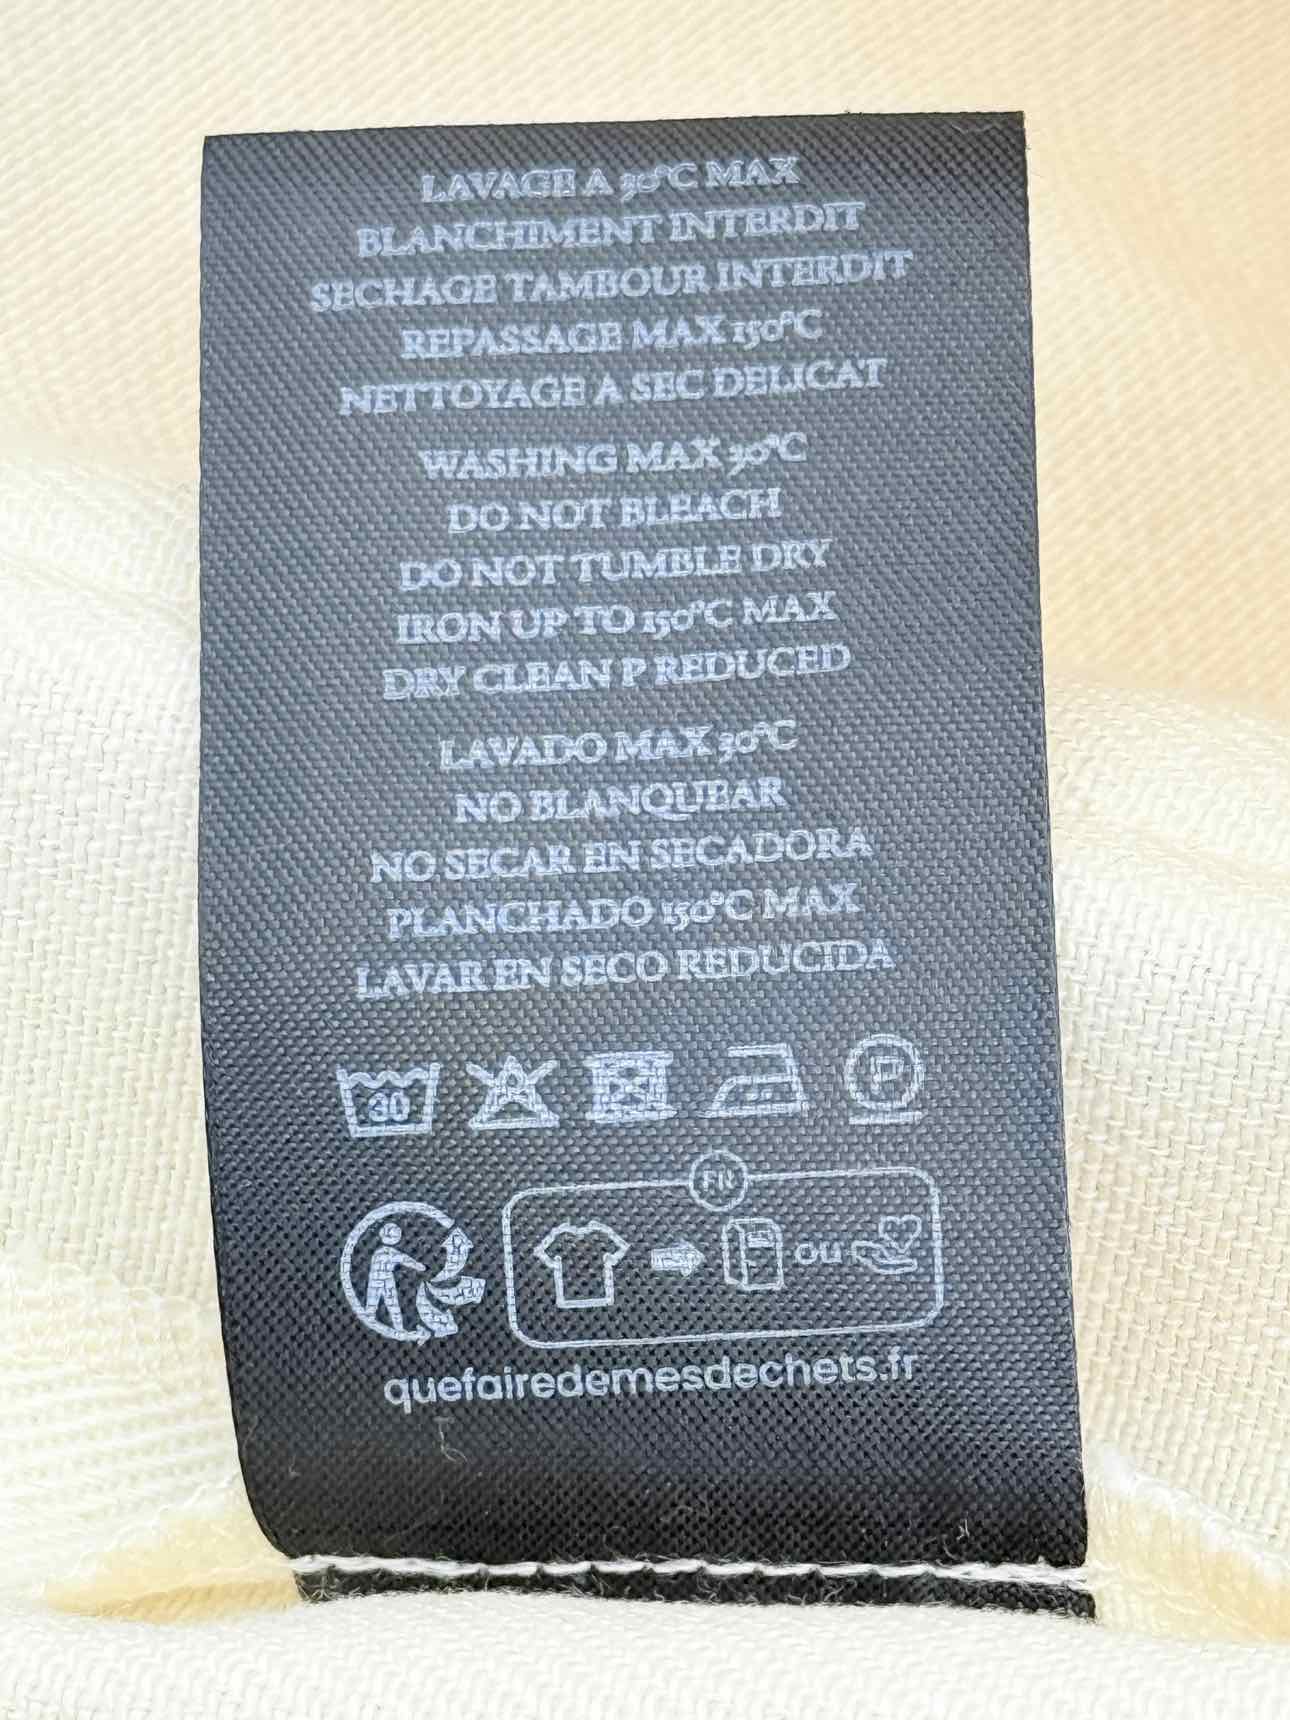 LAVAGE A 30°C MAX
BLANCHIMENT INTERDIT
SECHAGE TAMBOUR INTERDIT
REPASSAGE MAX 150°C
NETTOYAGE A SEC DELICAT
WASHING MAX 30°C
DO NOT BLEACH
DO NOT TUMBLE DRY
IRON UP TO 150°C MAX
DRY CLEAN P REDUCED
LAVADO MAX 30°C
NO BLANQUEAR
NO SECAR EN SECADORA
PLANCHADO 150°C MAX
LAVAR EN SECO REDUCIDA
30 P
FR
ou
quefairedemesdechets.fr